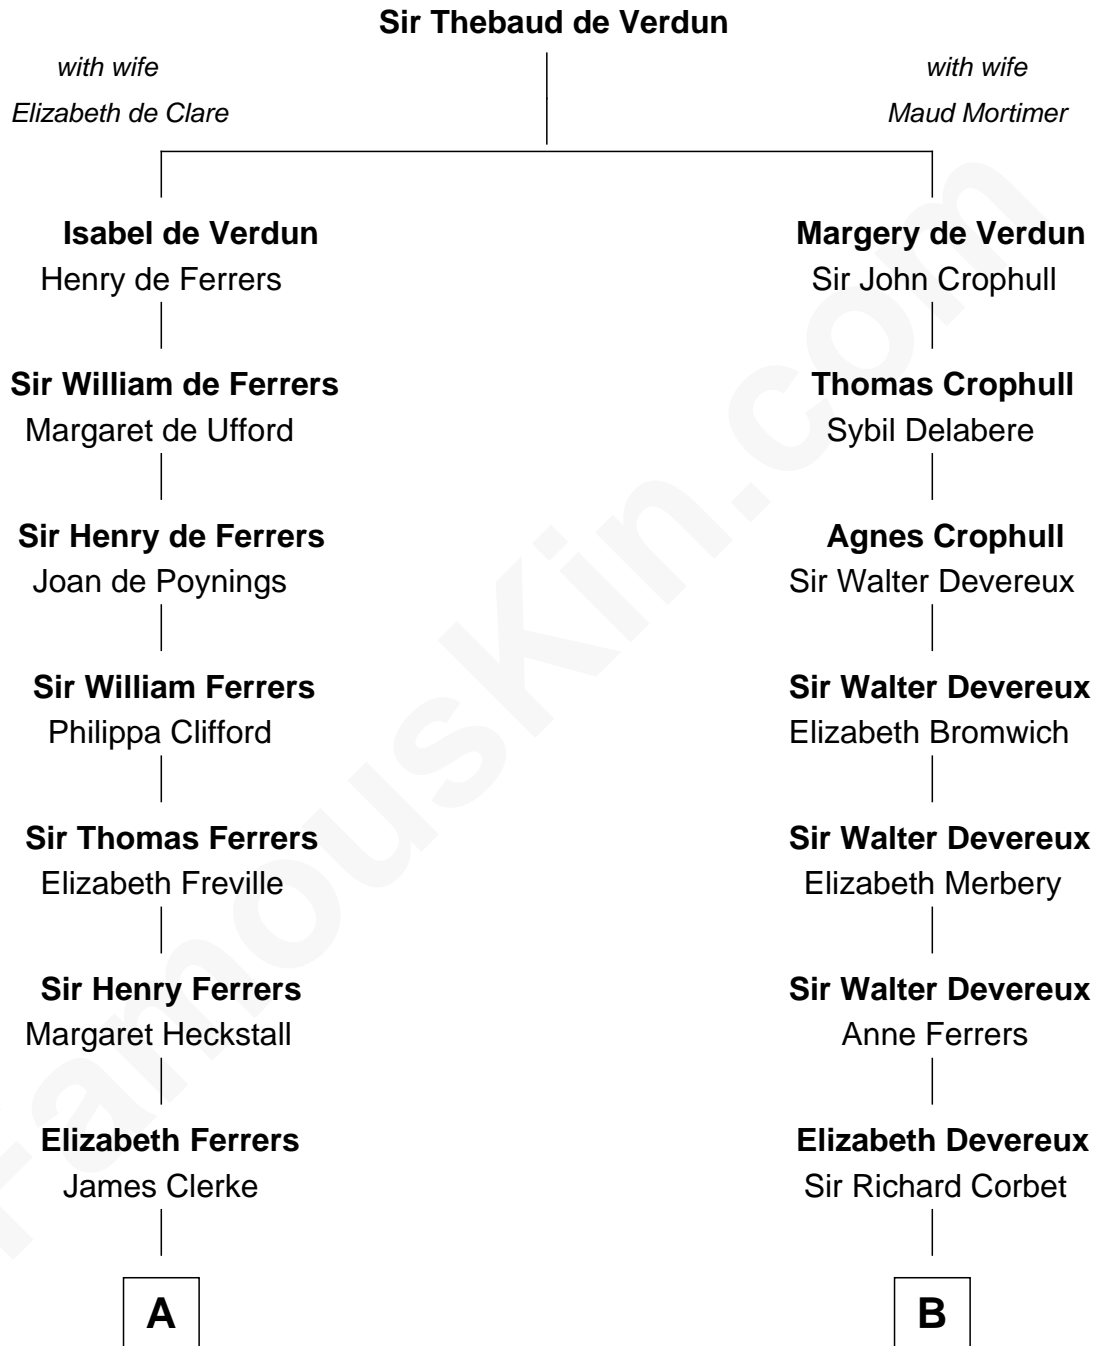 Sir Thebaud de Verdun
with wife
Elizabeth de Clare
with wife
Maud Mortimer
Isabel de Verdun
Henry de Ferrers
Margery de Verdun
Sir John Crophull
Sir William de Ferrers
Margaret de Ufford
Thomas Crophull
Sybil Delabere
Sir Henry de Ferrers
Joan de Poynings
Agnes Crophull
Sir Walter Devereux
Sir William Ferrers
Philippa Clifford
Sir Walter Devereux
Elizabeth Bromwich
Sir Thomas Ferrers
Elizabeth Freville
Sir Walter Devereux
Elizabeth Merbery
Sir Henry Ferrers
Margaret Heckstall
Sir Walter Devereux
Anne Ferrers
Elizabeth Ferrers
James Clerke
Elizabeth Devereux
Sir Richard Corbet
A
B
FamousKin.com